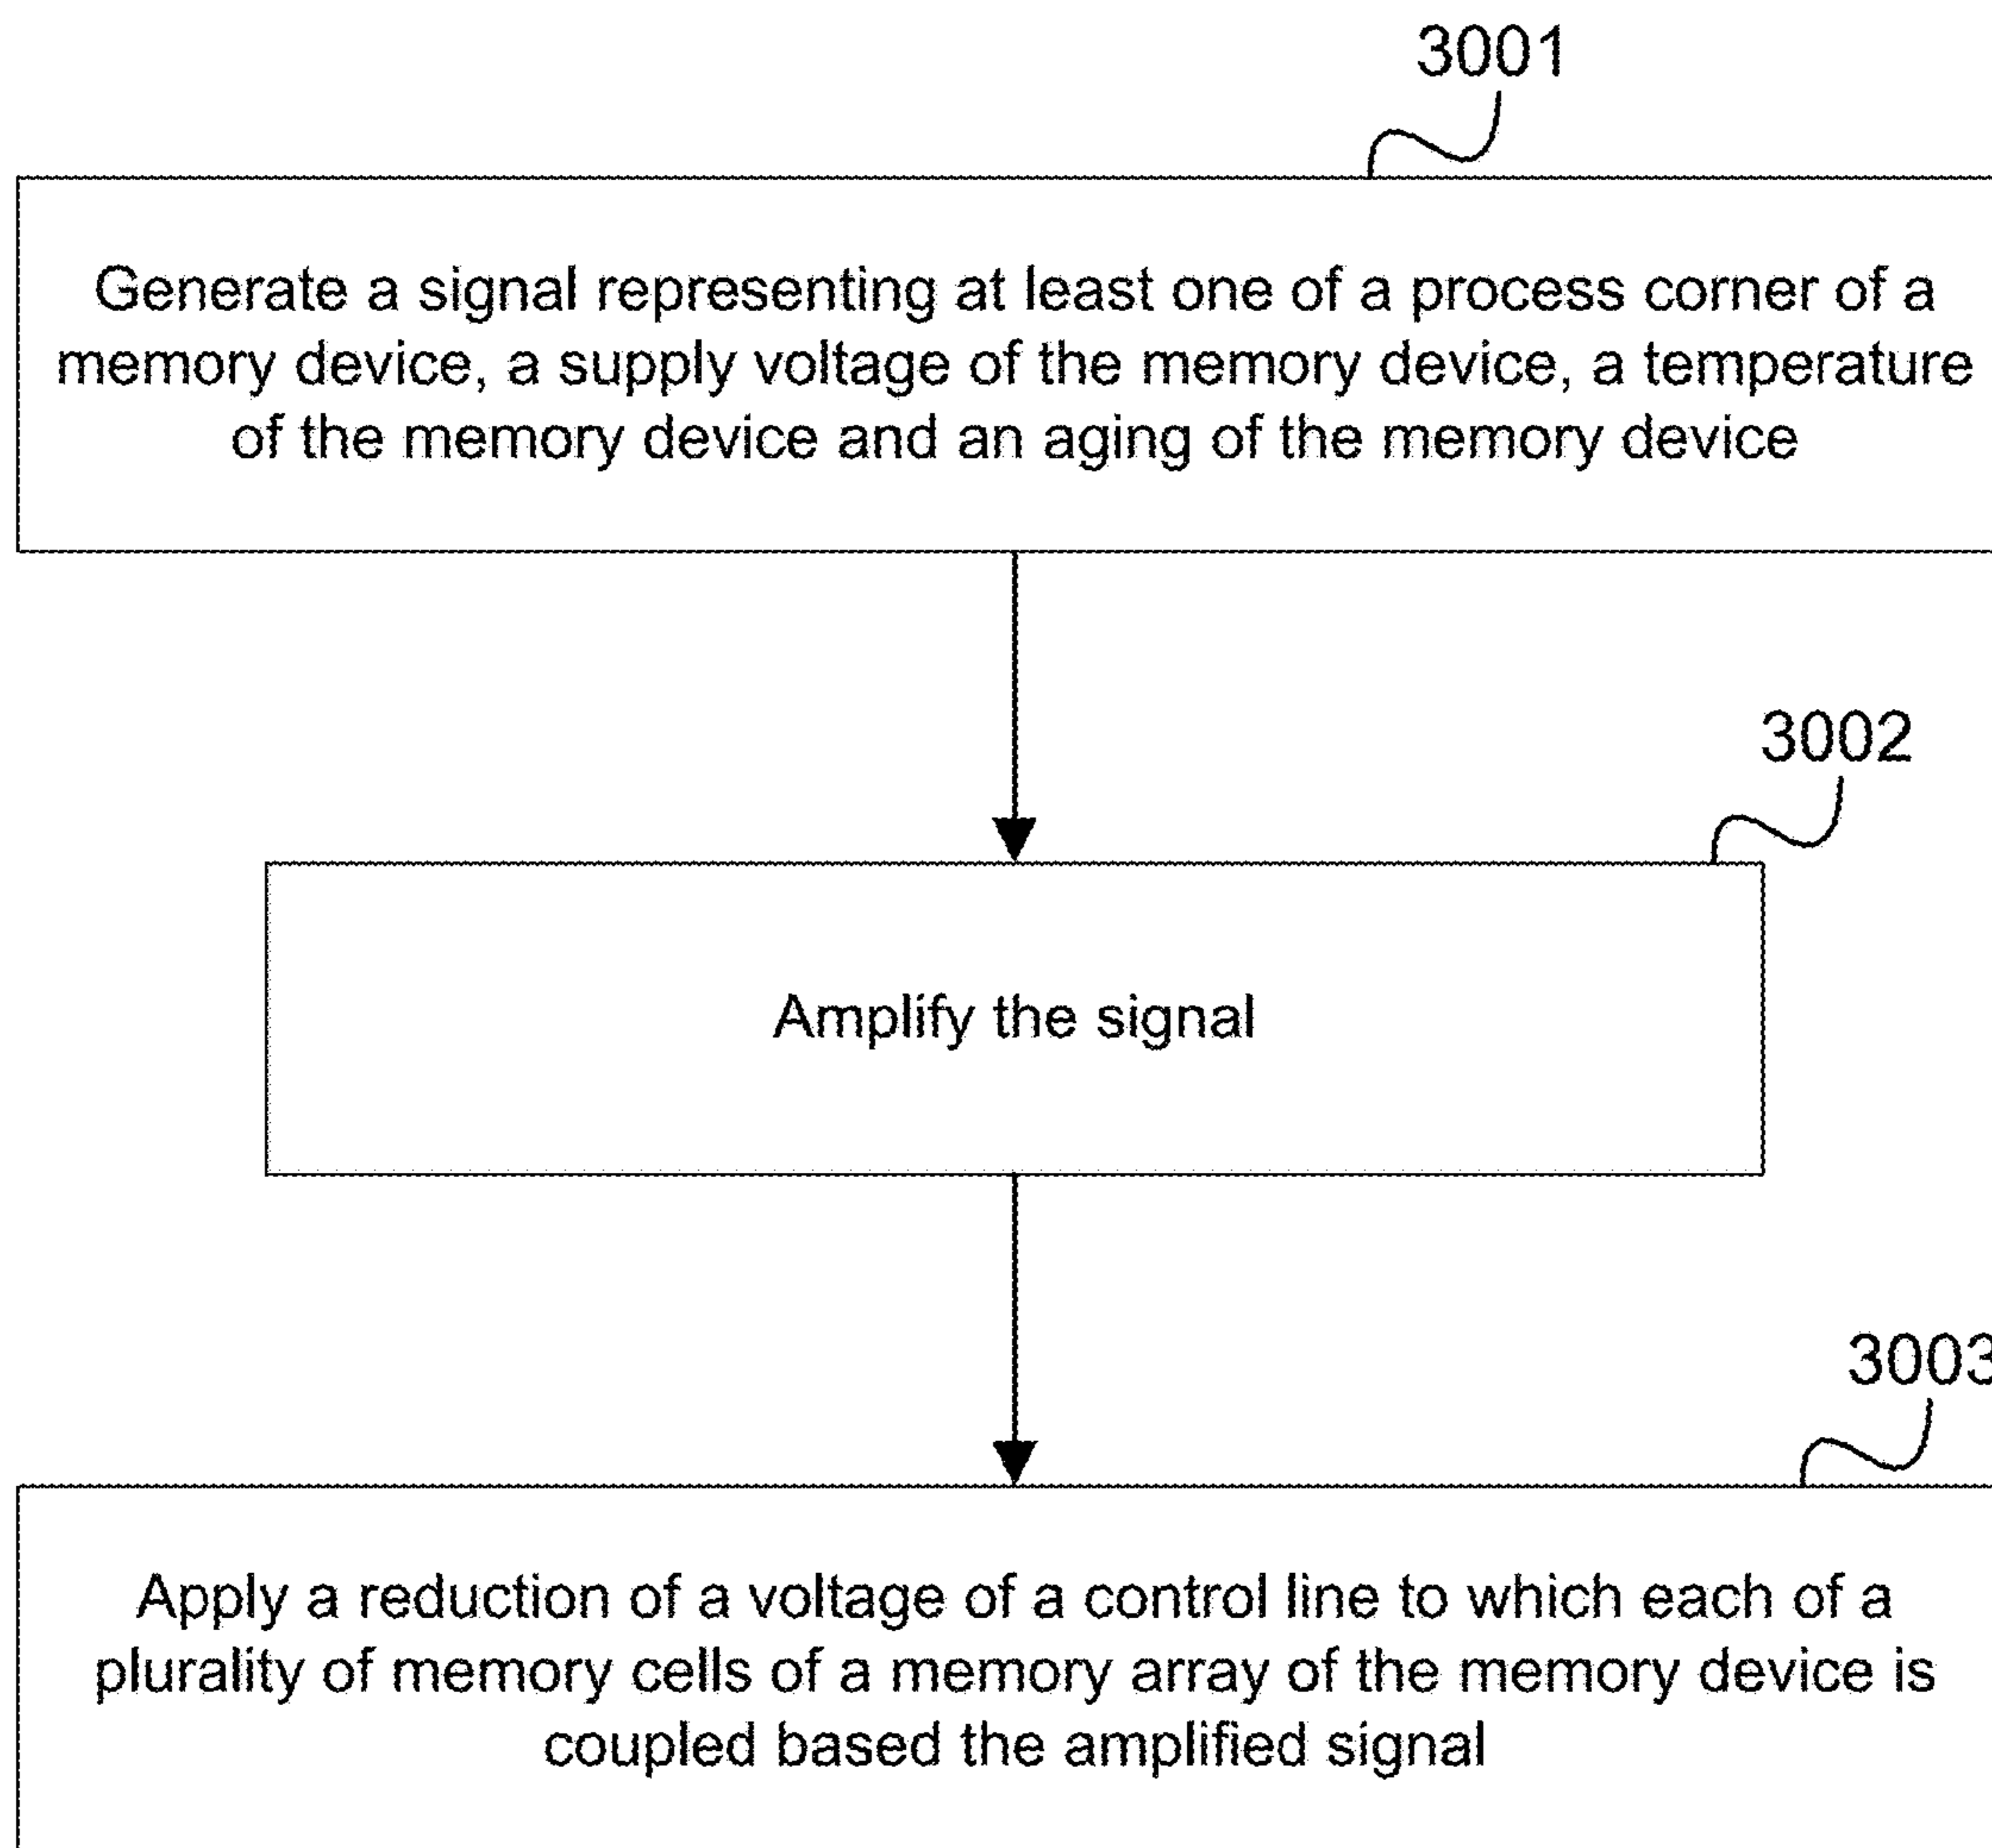 3001
Generate a signal representing at least one of a process corner of a
memory device, a supply voltage of the memory device, a temperature
of the memory device and an aging of the memory device
3002
Amplify the signal
3003
Apply a reduction of a voltage of a control line to which each of a
plurality of memory cells of a memory array of the memory device is
coupled based the amplified signal